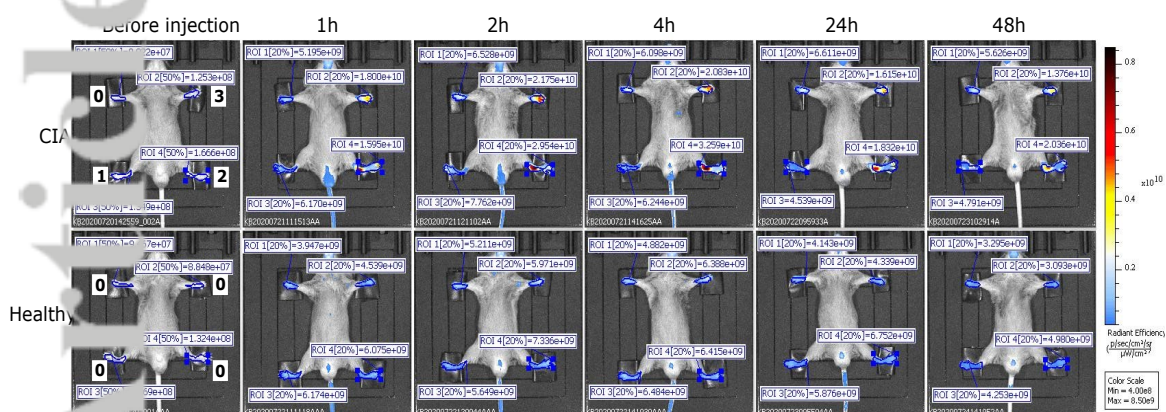 Before injection 1h 2h 4h 24h 48h
ROI 1[20%]=5.195e+09 ROI 1[20%]=6.528e+09 ROI 1[20%]=6.098e+09 ROI 1[20%]=6.611e+09 ROI 1[20%]=5.626e+09
ROI 2[50%]=1.253e+08 ROI 2[20%]=1.800e+10 ROI 2[20%]=2.175e+10 ROI 2[20%]=2.083e+10 ROI 2[20%]=1.615e+10 ROI 2[20%]=1.376e+10
0 3
CIA
ROI 4[50%]=1.666e+08 ROI 4=1.595e+10 ROI 4[20%]=2.954e+10 ROI 4=3.259e+10 ROI 4=1.832e+10 ROI 4=2.036e+10
1 2
ROI 3[20%]=6.170e+09 ROI 3[20%]=7.762e+09 ROI 3[20%]=6.244e+09 ROI 3=4.539e+09 ROI 3=4.791e+09
KB20200720142559_002A KB20200721111513AA KB20200721121102AA KB20200721141625AA KB20200722095933AA KB20200723102914AA
ROI 1[20%]=3.947e+09 ROI 1[20%]=5.211e+09 ROI 1[20%]=4.882e+09 ROI 1[20%]=4.143e+09 ROI 1[20%]=3.295e+09
ROI 2[50%]=8.848e+07 ROI 2[20%]=4.539e+09 ROI 2[20%]=5.971e+09 ROI 2[20%]=6.388e+09 ROI 2[20%]=4.339e+09 ROI 2[20%]=3.093e+09
0 0
Healthy
ROI 4[50%]=1.324e+08 ROI 4[20%]=6.075e+09 ROI 4[20%]=7.336e+09 ROI 4[20%]=6.415e+09 ROI 4[20%]=6.752e+09 ROI 4[20%]=4.980e+09
0 0
ROI 3[20%]=6.174e+09 ROI 3[20%]=5.649e+09 ROI 3[20%]=6.484e+09 ROI 3[20%]=5.876e+09 ROI 3[20%]=4.253e+09
0.8
0.6
x10^10
0.4
0.2
Radiant Efficiency
(p/sec/cm²/sr
µW/cm²
Color Scale
Min = 4.00e8
Max = 8.50e9